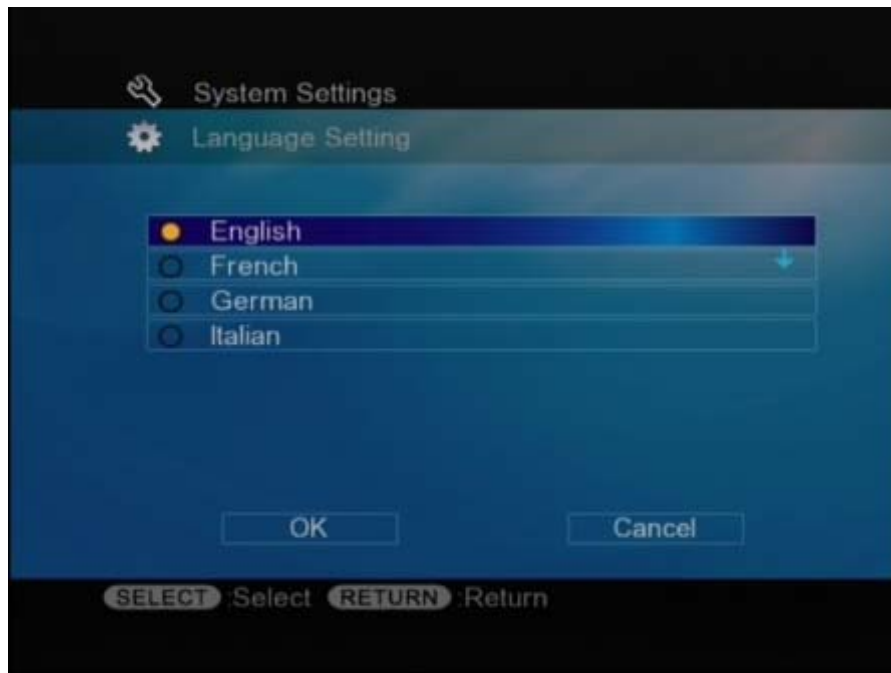 System Settings
Language Setting
English
French
German
Italian
OK Cancel
SELECT :Select RETURN :Return